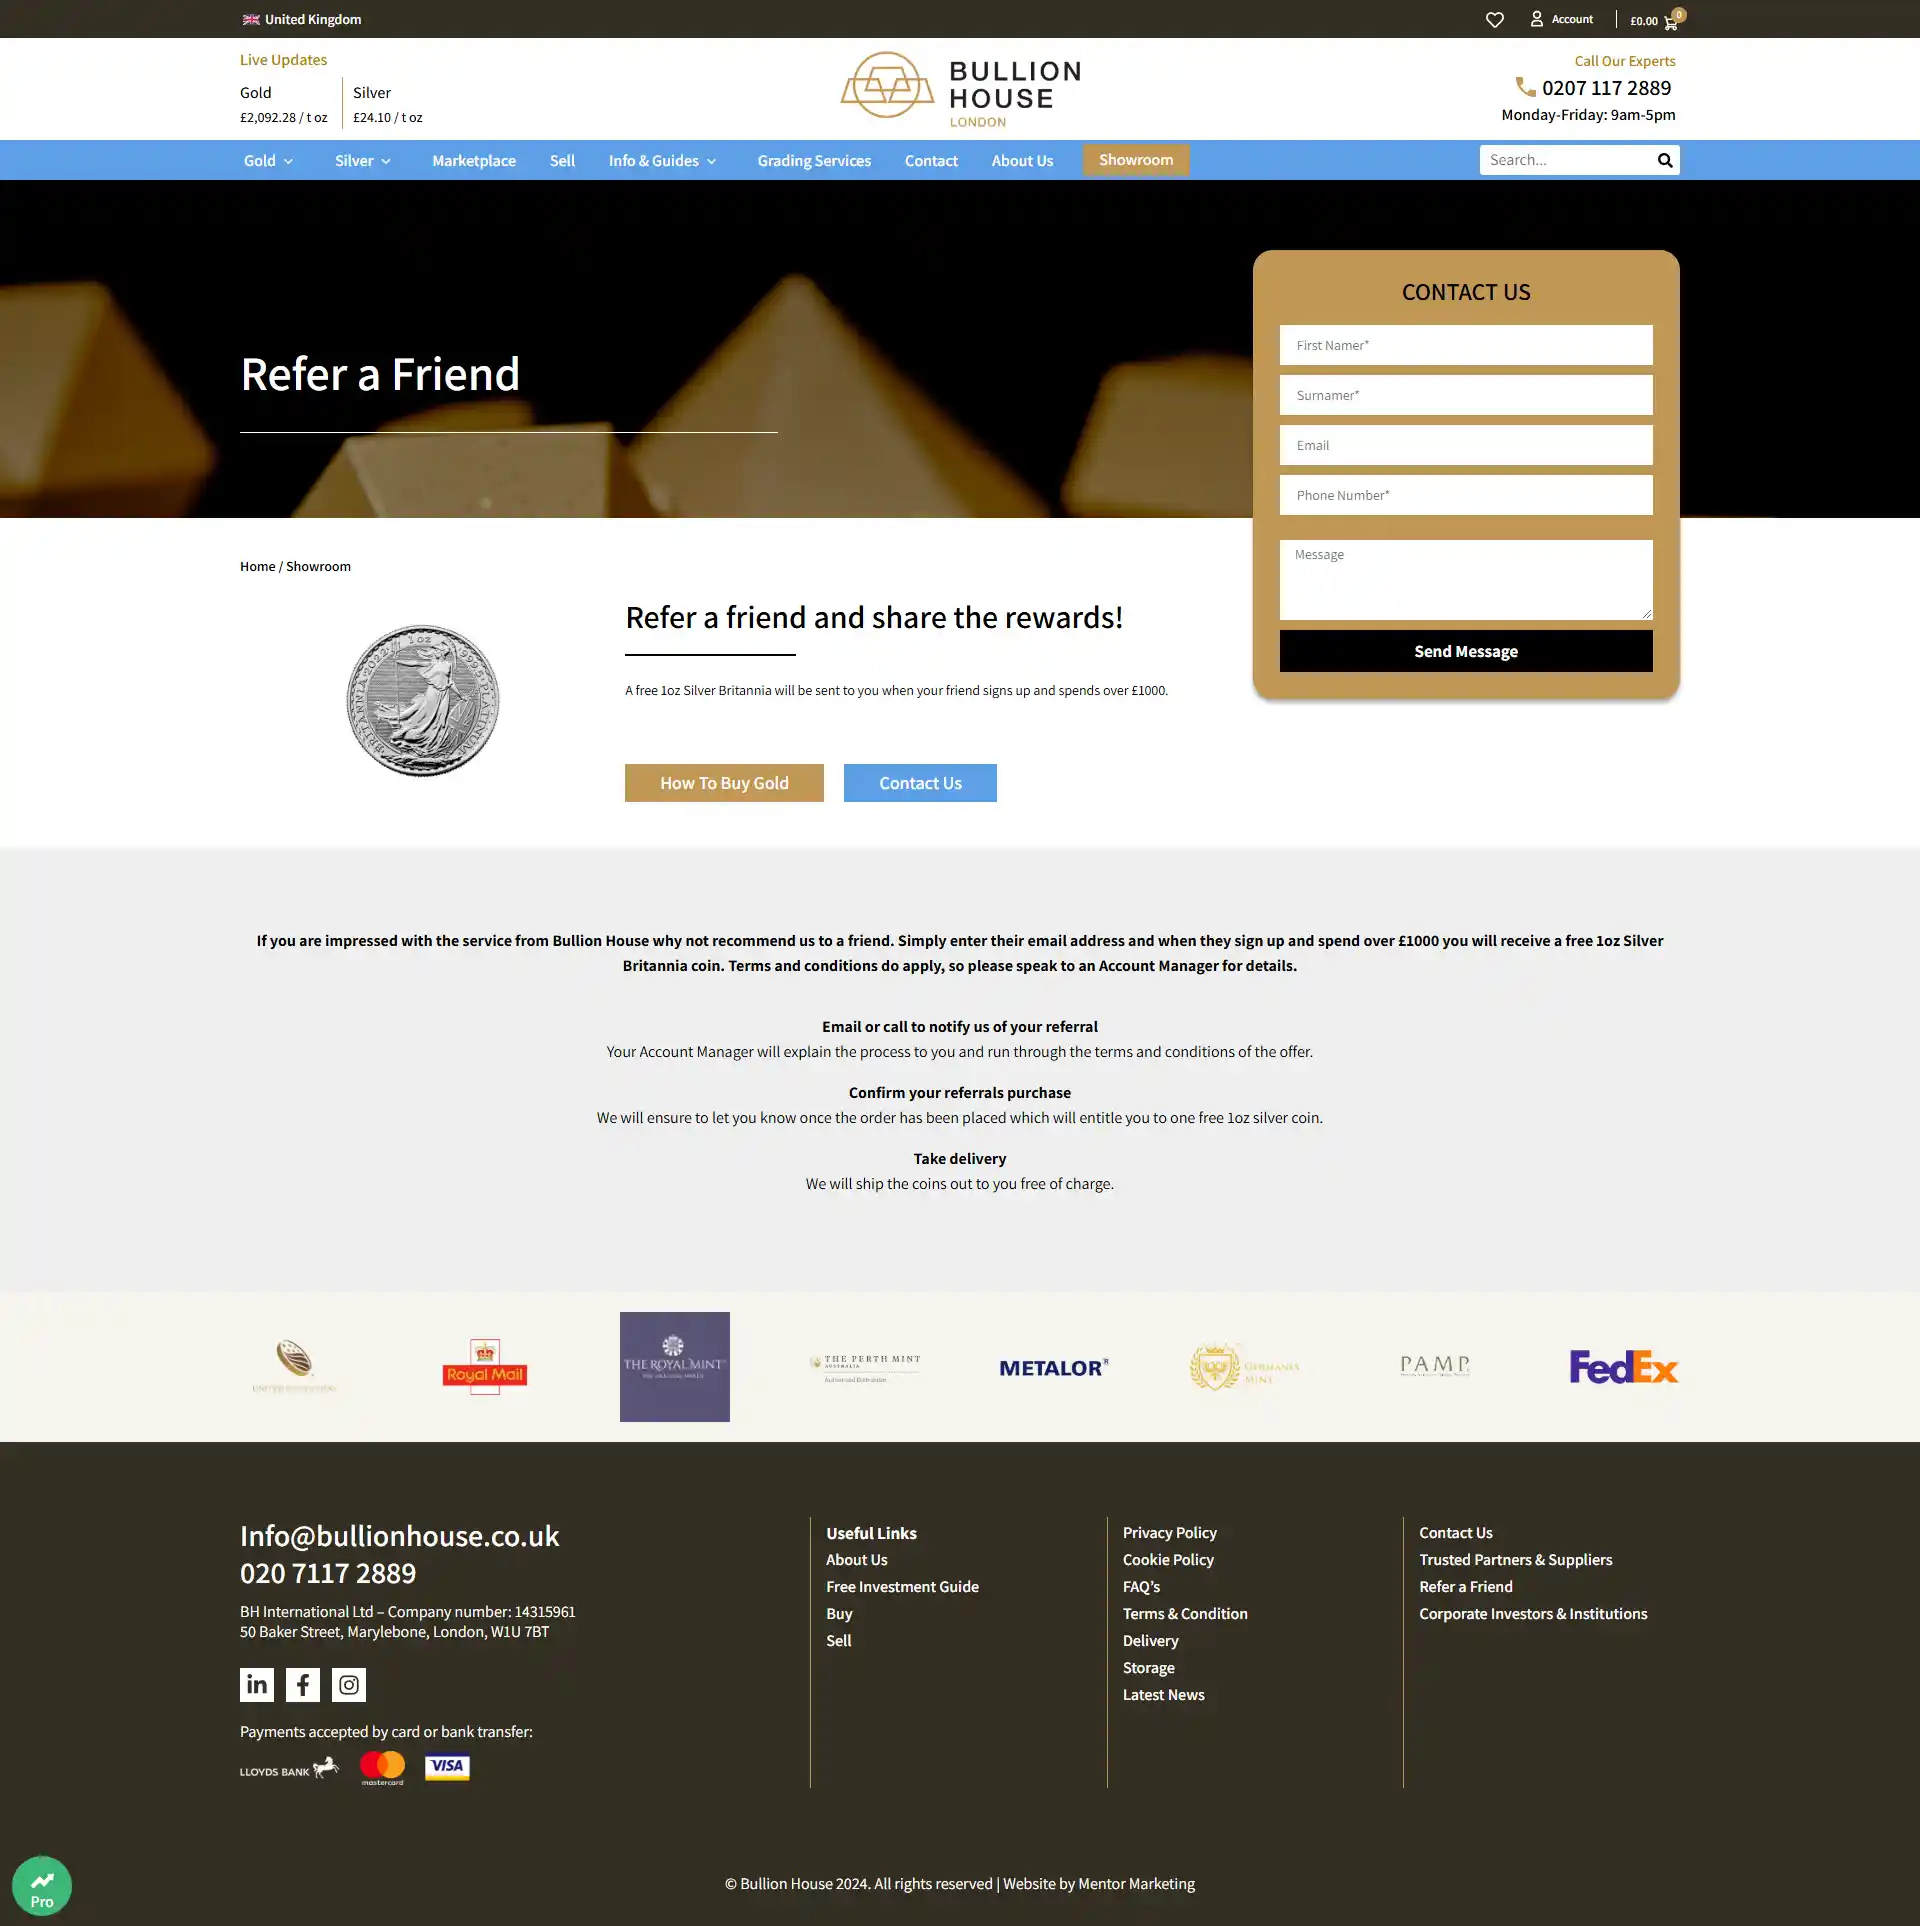 United Kingdom
Account
£0.00
0
Live Updates
Gold
Silver
£2,092.28 / t oz
£24.10 / t oz
BULLION
HOUSE
LONDON
Call Our Experts
0207 117 2889
Monday-Friday: 9am-5pm
Gold Silver Marketplace Sell Info & Guides Grading Services Contact About Us Showroom
Search...
Refer a Friend
CONTACT US
First Namer*
Surnamer*
Email
Phone Number*
Message
Send Message
Home / Showroom
BRITANNIA 2022 1oz 9995 PLATINUM
Refer a friend and share the rewards!
A free 1oz Silver Britannia will be sent to you when your friend signs up and spends over £1000.
How To Buy Gold
Contact Us
If you are impressed with the service from Bullion House why not recommend us to a friend. Simply enter their email address and when they sign up and spend over £1000 you will receive a free 1oz Silver
Britannia coin. Terms and conditions do apply, so please speak to an Account Manager for details.
Email or call to notify us of your referral
Your Account Manager will explain the process to you and run through the terms and conditions of the offer.
Confirm your referrals purchase
We will ensure to let you know once the order has been placed which will entitle you to one free 1oz silver coin.
Take delivery
We will ship the coins out to you free of charge.
Royal Mail
THE ROYAL MINT
THE PERTH MINT
AUSTRALIA
Authorised Distributor
METALOR®
GERMANIA
MINT
PAMP
FedEx
Info@bullionhouse.co.uk
020 7117 2889
BH International Ltd – Company number: 14315961
50 Baker Street, Marylebone, London, W1U 7BT
in f
Payments accepted by card or bank transfer:
LLOYDS BANK
mastercard
VISA
Useful Links
About Us
Free Investment Guide
Buy
Sell
Privacy Policy
Cookie Policy
FAQ's
Terms & Condition
Delivery
Storage
Latest News
Contact Us
Trusted Partners & Suppliers
Refer a Friend
Corporate Investors & Institutions
Pro
© Bullion House 2024. All rights reserved | Website by Mentor Marketing